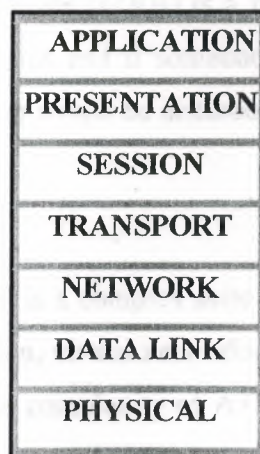 APPLICATION
PRESENTATION
SESSION
TRANSPORT
NETWORK
DATA LINK
PHYSICAL